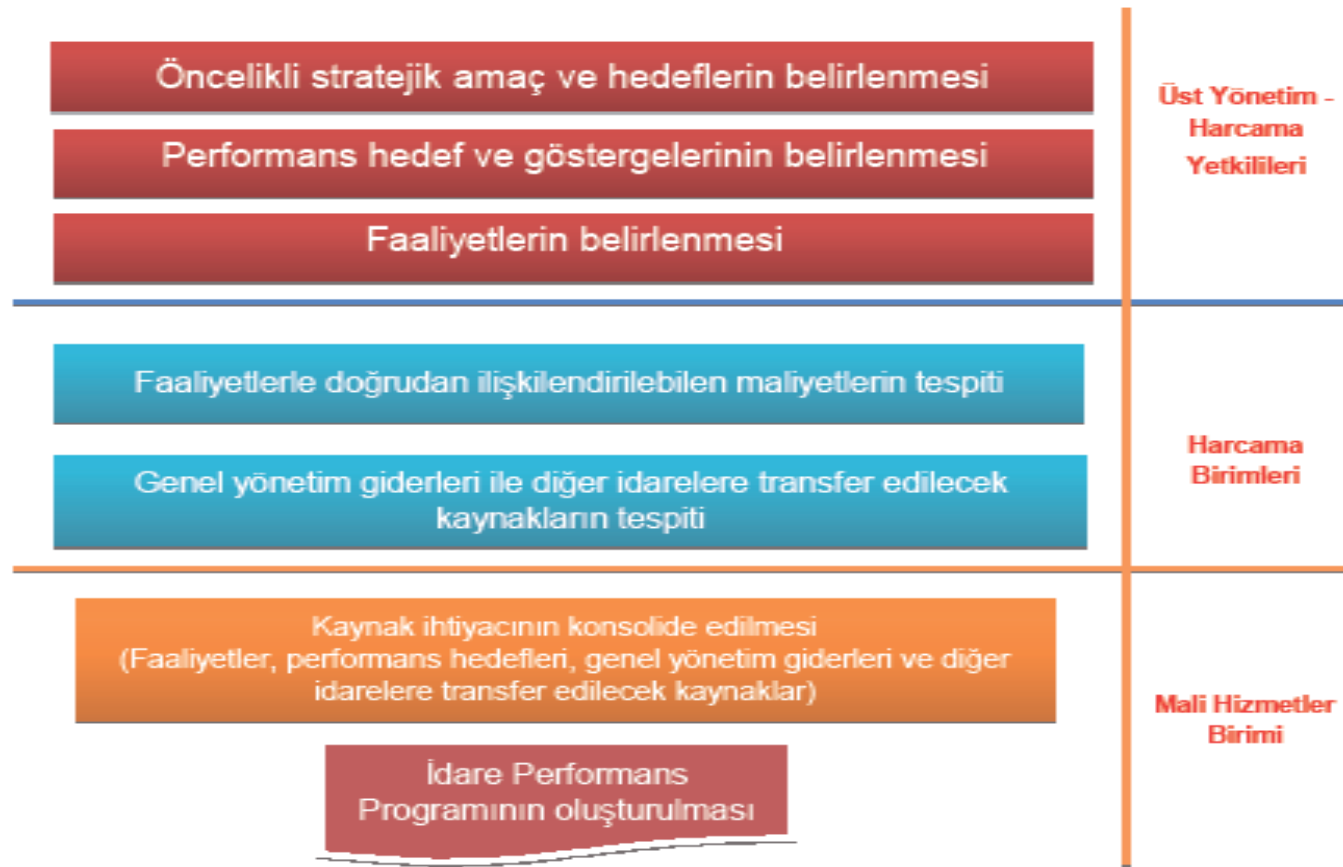 Öncelikli stratejik amaç ve hedeflerin belirlenmesi
Performans hedef ve göstergelerinin belirlenmesi
Faaliyetlerin belirlenmesi
Üst Yönetim -
Harcama
Yetkilileri
Faaliyetlerle doğrudan ilişkilendirilebilen maliyetlerin tespiti
Genel yönetim giderleri ile diğer idarelere transfer edilecek
kaynakların tespiti
Harcama
Birimleri
Kaynak ihtiyacının konsolide edilmesi
(Faaliyetler, performans hedefleri, genel yönetim giderleri ve diğer
idarelere transfer edilecek kaynaklar)
İdare Performans
Programının oluşturulması
Mali Hizmetler
Birimi